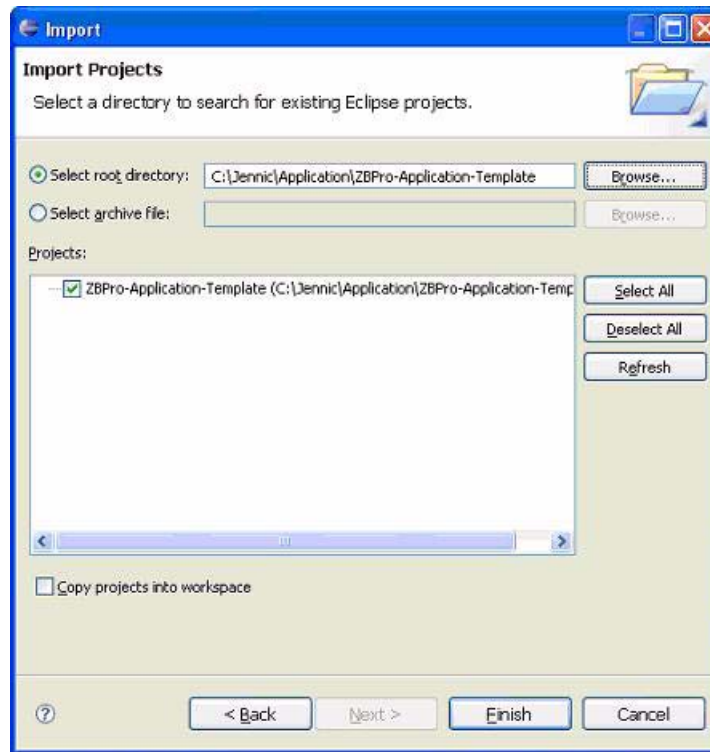 Import
Import Projects
Select a directory to search for existing Eclipse projects.
Select root directory: C:\Jennic\Application\ZBPro-Application-Template Browse...
Select archive file: Browse...
Projects:
ZBPro-Application-Template (C:\Jennic\Application\ZBPro-Application-Temp
Select All
Deselect All
Refresh
Copy projects into workspace
? < Back Next > Finish Cancel